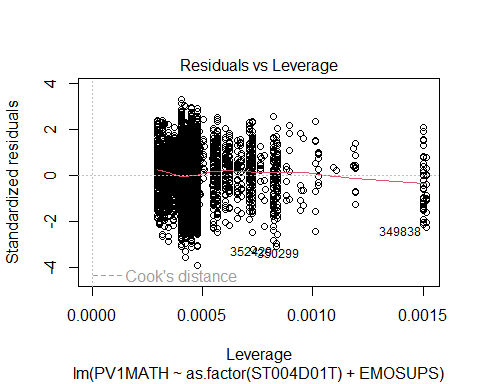 Residuals vs Leverage
Standardized residuals
4
2
0
-2
-4
349838
Cook's distance
0.0000
0.0005
0.0010
0.0015
Leverage
lm(PV1MATH ~ as.factor(ST004D01T) + EMOSUPS)